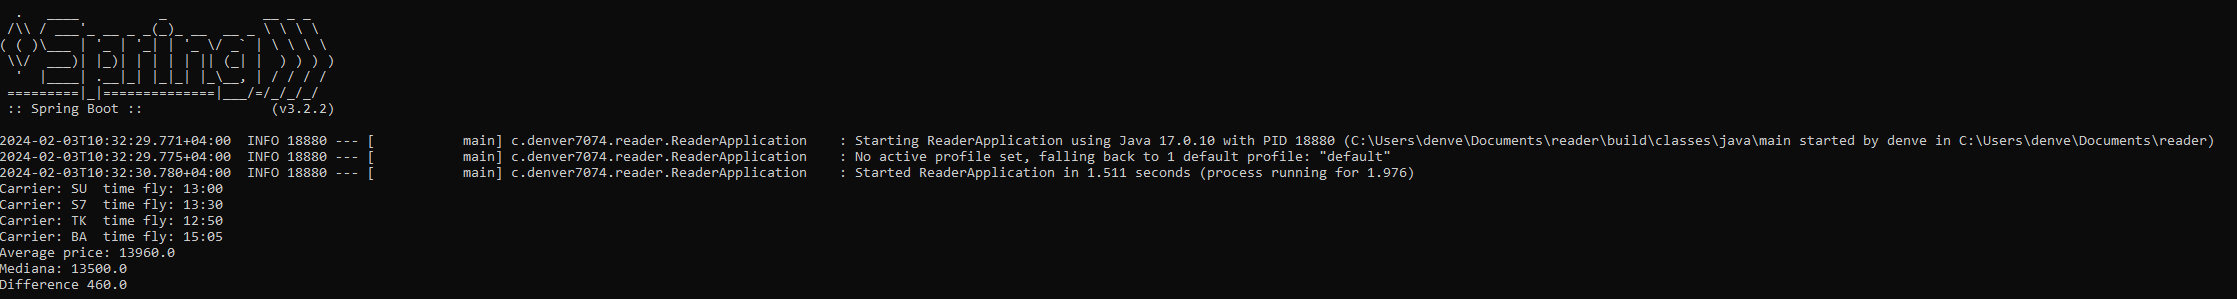 .   ____          _            __ _ _
 /\\ / ___'_ __ _ _(_)_ __  __ _ \ \ \ \
( ( )\___ | '_ | '_| | '_ \/ _` | \ \ \ \
 \\/  ___)| |_)| | | | | || (_| |  ) ) ) )
  '  |____| .__|_| |_|_| |_\__, | / / / /
 =========|_|==============|___/=/_/_/_/
 :: Spring Boot ::                (v3.2.2)
2024-02-03T10:32:29.771+04:00  INFO 18880 --- [           main] c.denver7074.reader.ReaderApplication    : Starting ReaderApplication using Java 17.0.10 with PID 18880 (C:\Users\denve\Documents\reader\build\classes\java\main started by denve in C:\Users\denve\Documents\reader)
2024-02-03T10:32:29.775+04:00  INFO 18880 --- [           main] c.denver7074.reader.ReaderApplication    : No active profile set, falling back to 1 default profile: "default"
2024-02-03T10:32:30.780+04:00  INFO 18880 --- [           main] c.denver7074.reader.ReaderApplication    : Started ReaderApplication in 1.511 seconds (process running for 1.976)
Carrier: SU  time fly: 13:00
Carrier: S7  time fly: 13:30
Carrier: TK  time fly: 12:50
Carrier: BA  time fly: 15:05
Average price: 13960.0
Mediana: 13500.0
Difference 460.0